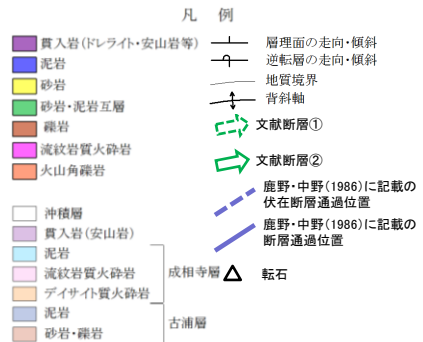 凡 例
貫入岩(ドレライト・安山岩等)
泥岩
砂岩
砂岩・泥岩互層
礫岩
流紋岩質火砕岩
火山角礫岩
沖積層
貫入岩(安山岩)
泥岩
流紋岩質火砕岩
デイサイト質火砕岩
成相寺層
泥岩
砂岩・礫岩
古浦層
層理面の走向・傾斜
逆転層の走向・傾斜
地質境界
背斜軸
文献断層①
文献断層②
鹿野・中野(1986)に記載の
伏在断層通過位置
鹿野・中野(1986)に記載の
断層通過位置
転石